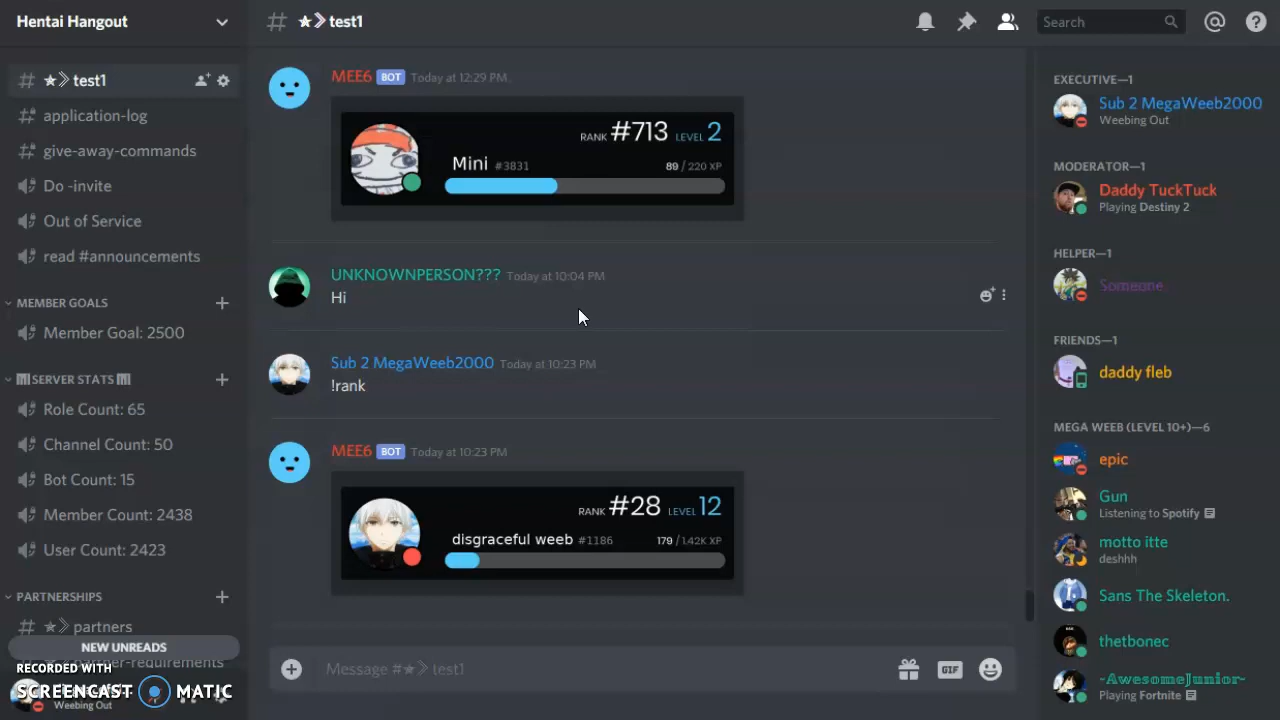 Hentai Hangout
★≫test1
Search
★≫test1
application-log
give-away-commands
Do -invite
Out of Service
read #announcements
MEMBER GOALS
Member Goal: 2500
SERVER STATS
Role Count: 65
Channel Count: 50
Bot Count: 15
Member Count: 2438
User Count: 2423
PARTNERSHIPS
★≫partners
NEW UNREADS
partner-requirements
RECORDED WITH
SCREENCAST MATIC
Weebing Out
MEE6 BOT Today at 12:29 PM
RANK #713 LEVEL 2
Mini #3831 89 / 220 XP
UNKNOWNPERSON??? Today at 10:04 PM
Hi
Sub 2 MegaWeeb2000 Today at 10:23 PM
!rank
MEE6 BOT Today at 10:23 PM
RANK #28 LEVEL 12
disgraceful weeb #1186 179 / 1.42K XP
Message #★≫test1
GIF
EXECUTIVE—1
Sub 2 MegaWeeb2000
Weebing Out
MODERATOR—1
Daddy TuckTuck
Playing Destiny 2
HELPER—1
Someone
FRIENDS—1
daddy fleb
MEGA WEEB (LEVEL 10+)—6
epic
Gun
Listening to Spotify
motto itte
deshhh
Sans The Skeleton.
thetbonec
-AwesomeJunior-
Playing Fortnite